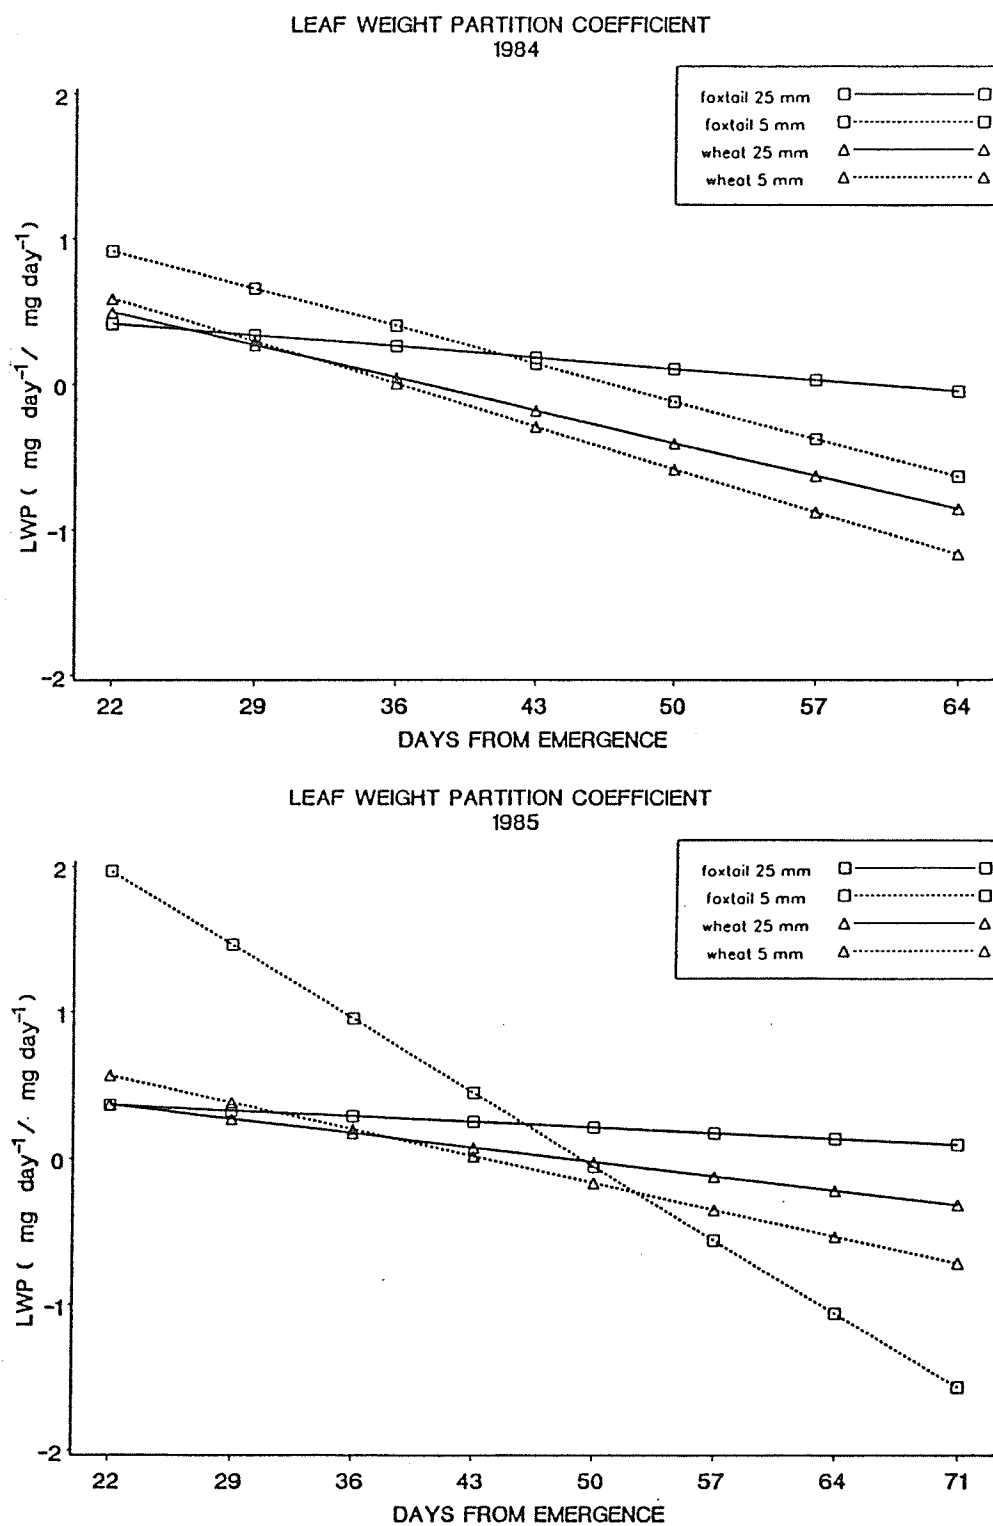 LEAF WEIGHT PARTITION COEFFICIENT
1984
foxtail 25 mm
foxtail 5 mm
wheat 25 mm
wheat 5 mm
2
1
0
-1
-2
LWP ( mg day⁻¹/ mg day⁻¹)
22 29 36 43 50 57 64
DAYS FROM EMERGENCE
LEAF WEIGHT PARTITION COEFFICIENT
1985
foxtail 25 mm
foxtail 5 mm
wheat 25 mm
wheat 5 mm
2
1
0
-1
-2
LWP ( mg day⁻¹/ mg day⁻¹)
22 29 36 43 50 57 64 71
DAYS FROM EMERGENCE